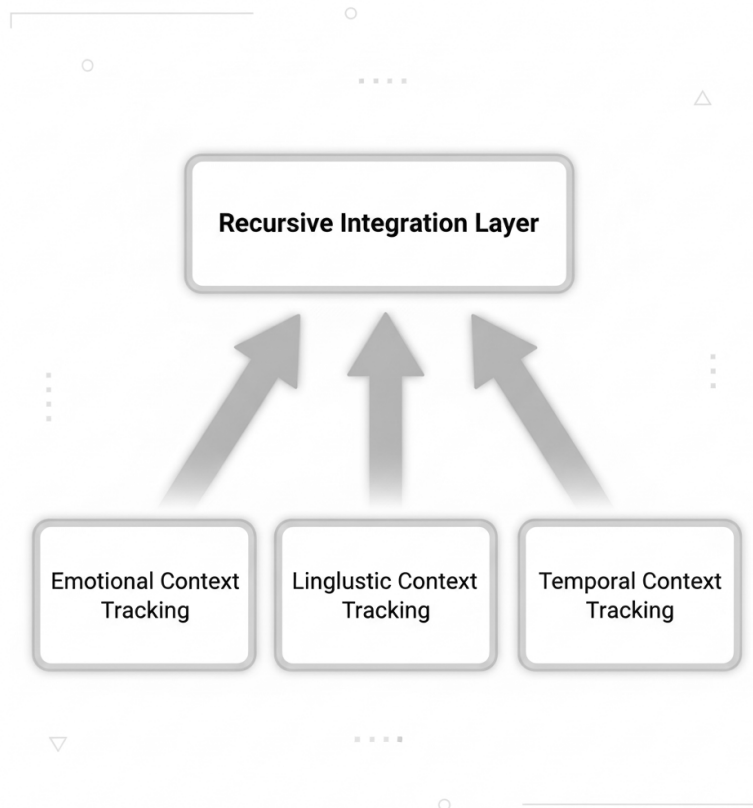 Recursive Integration Layer
Emotional Context
Tracking
Linglustic Context
Tracking
Temporal Context
Tracking